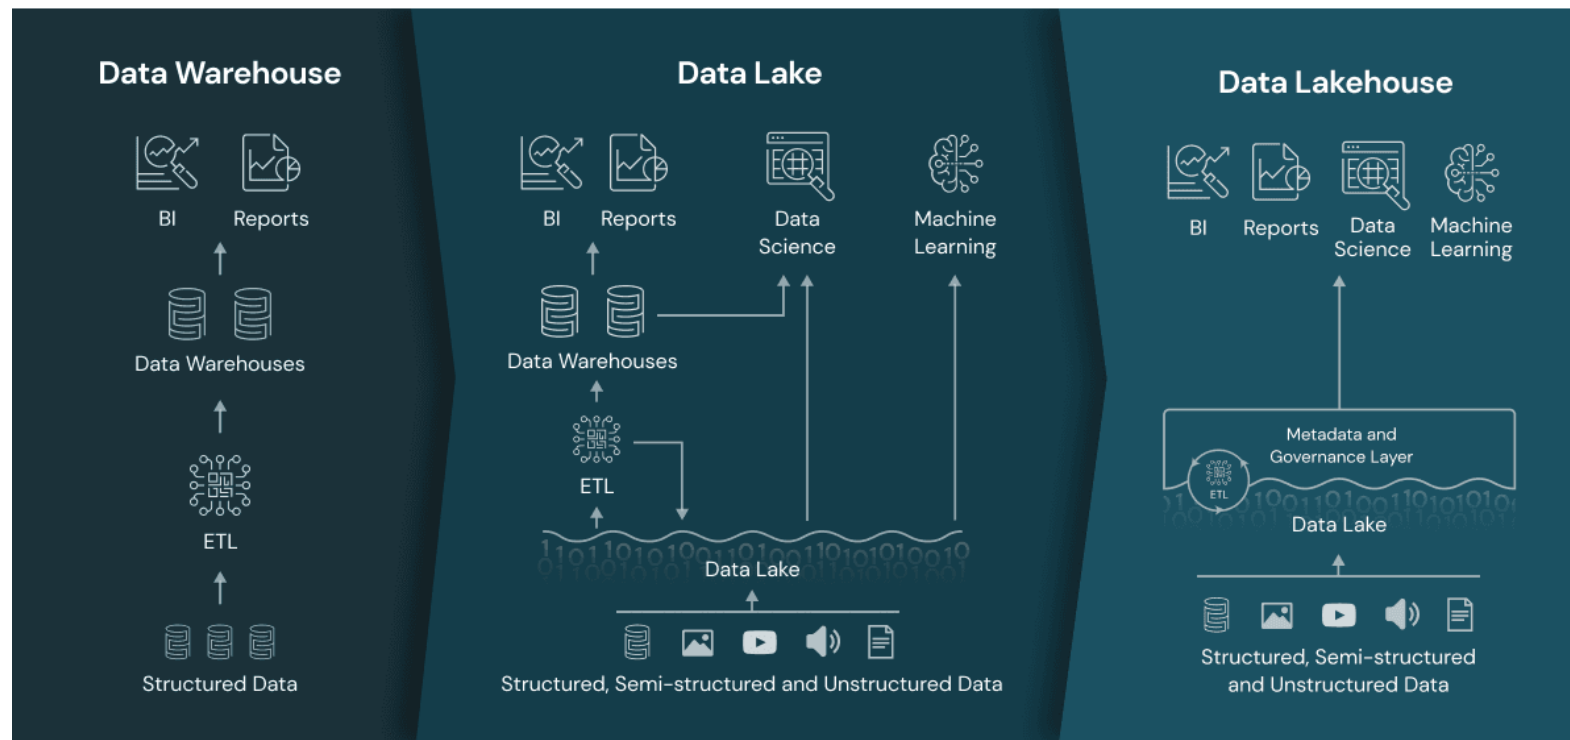 Data Warehouse
BI
Reports
Data Warehouses
ETL
Structured Data
Data Lake
BI
Reports
Data
Science
Machine
Learning
Data Warehouses
ETL
Data Lake
Structured, Semi-structured and Unstructured Data
Data Lakehouse
BI
Reports
Data
Science
Machine
Learning
Metadata and
Governance Layer
ETL
Data Lake
Structured, Semi-structured
and Unstructured Data